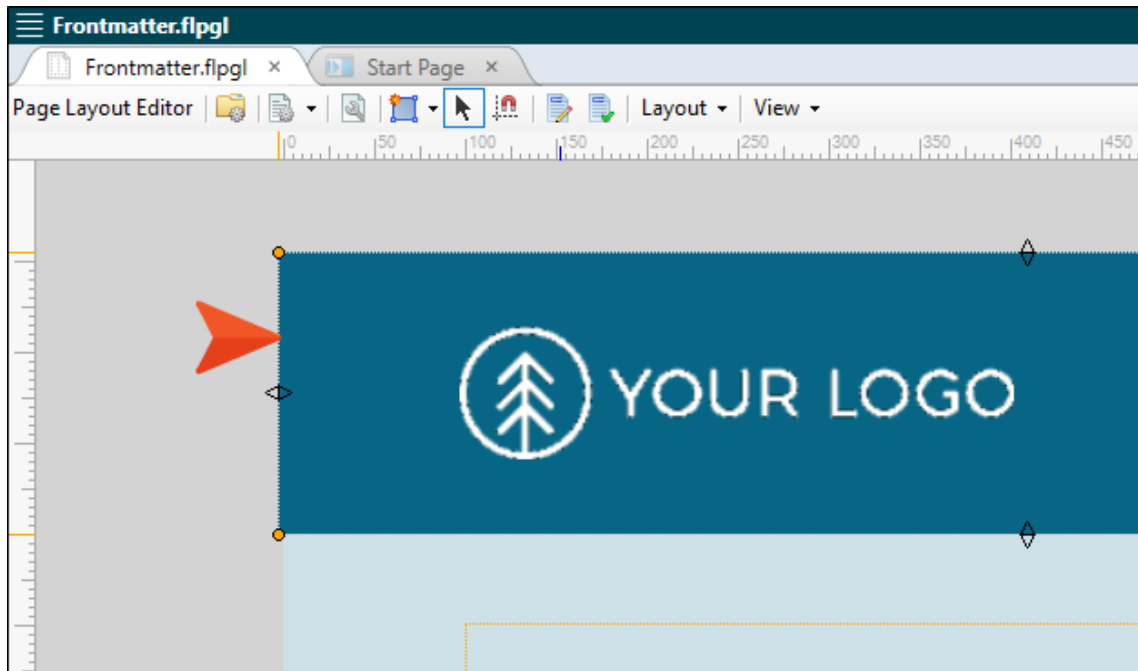 Frontmatter.flpgl
Frontmatter.flpgl × Start Page ×
Page Layout Editor Layout View
0 50 100 150 200 250 300 350 400 450
YOUR LOGO